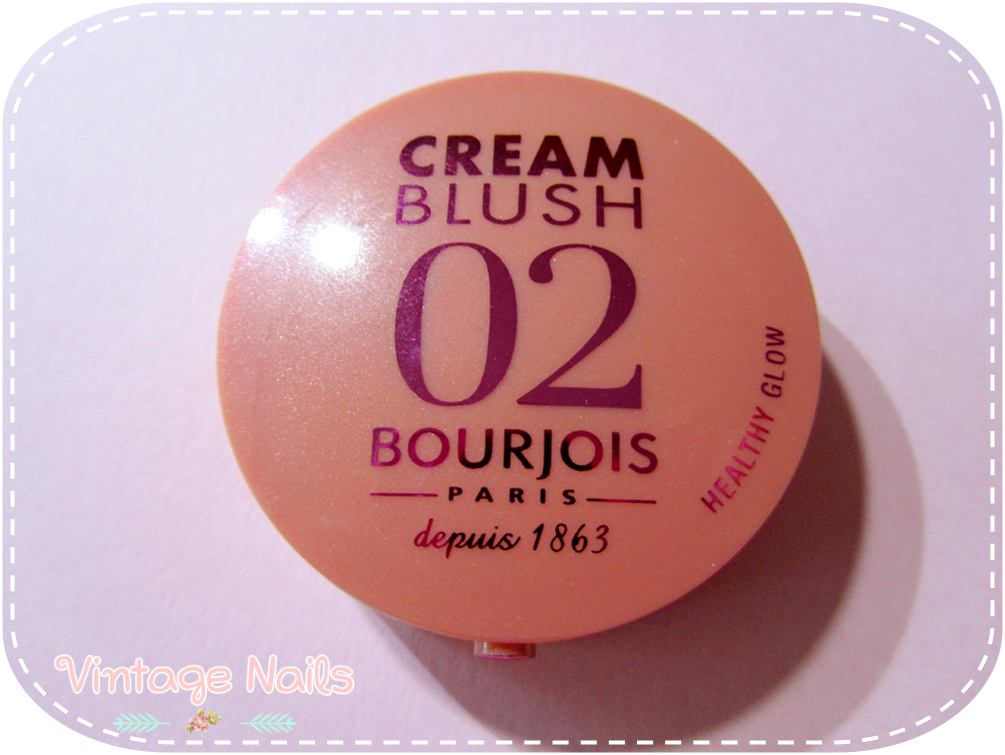 CREAM
BLUSH
02
BOURJOIS
PARIS
depuis 1863
HEALTHY GLOW
Vintage Nails